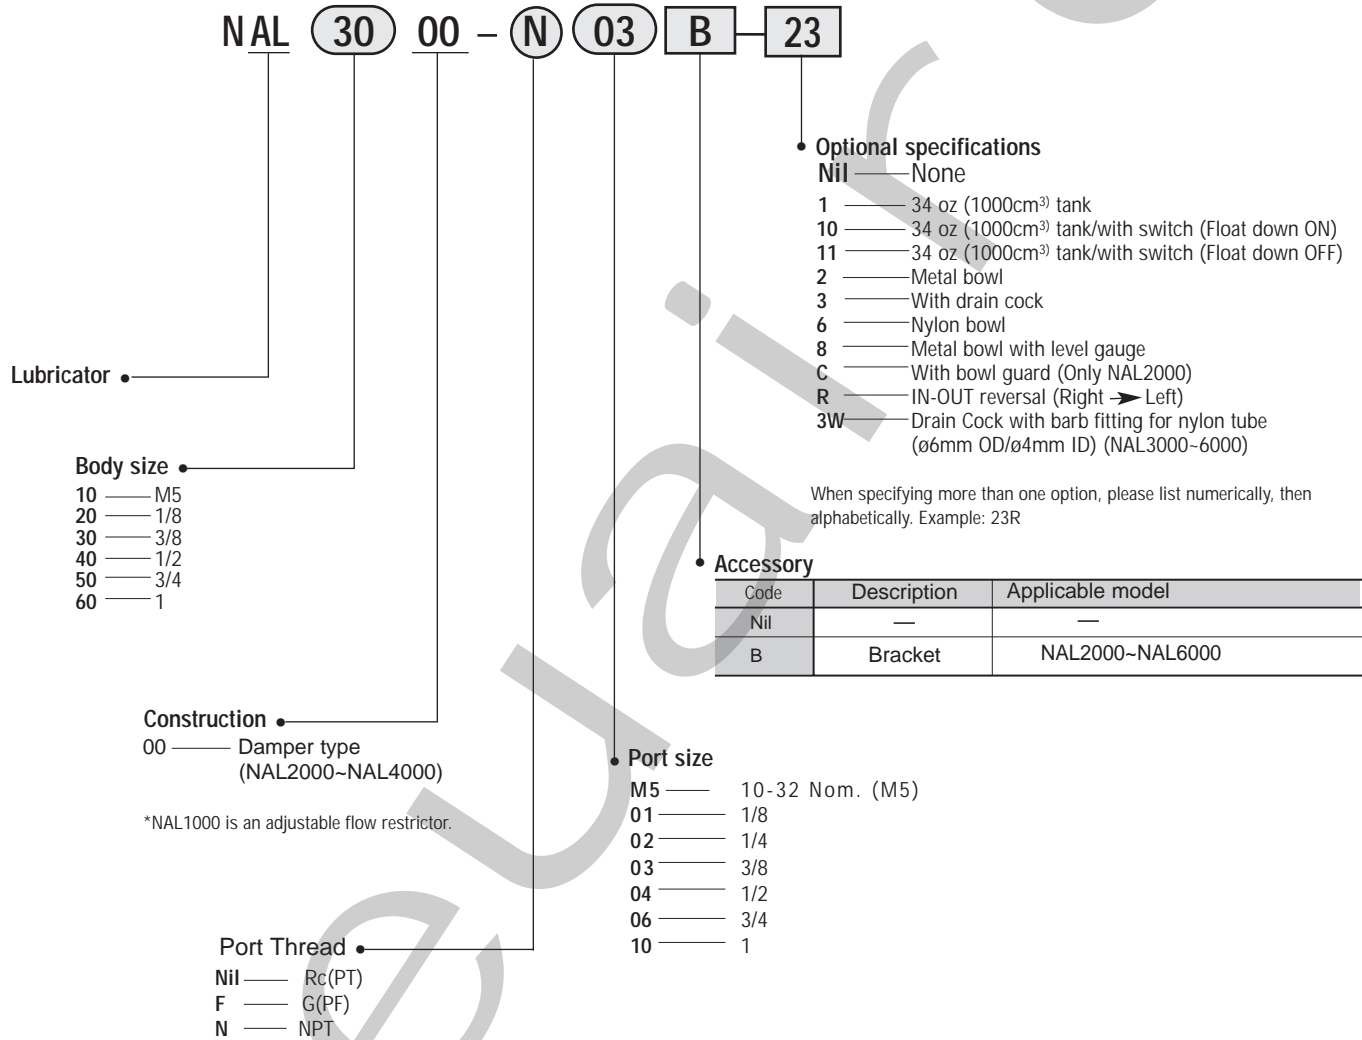 NAL 30 00 – N 03 B – 23
Optional specifications
Nil None
1 34 oz (1000cm³⁾ tank
10 34 oz (1000cm³⁾ tank/with switch (Float down ON)
11 34 oz (1000cm³⁾ tank/with switch (Float down OFF)
2 Metal bowl
3 With drain cock
6 Nylon bowl
8 Metal bowl with level gauge
C With bowl guard (Only NAL2000)
R IN-OUT reversal (Right ➤ Left)
3W Drain Cock with barb fitting for nylon tube
(ø6mm OD/ø4mm ID) (NAL3000~6000)
When specifying more than one option, please list numerically, then
alphabetically. Example: 23R
Lubricator
Body size
10 M5
20 1/8
30 3/8
40 1/2
50 3/4
60 1
Accessory
Code Description Applicable model
Nil — —
B Bracket NAL2000~NAL6000
Construction
00 Damper type
(NAL2000~NAL4000)
*NAL1000 is an adjustable flow restrictor.
Port size
M5 10-32 Nom. (M5)
01 1/8
02 1/4
03 3/8
04 1/2
06 3/4
10 1
Port Thread
Nil Rc(PT)
F G(PF)
N NPT
euair